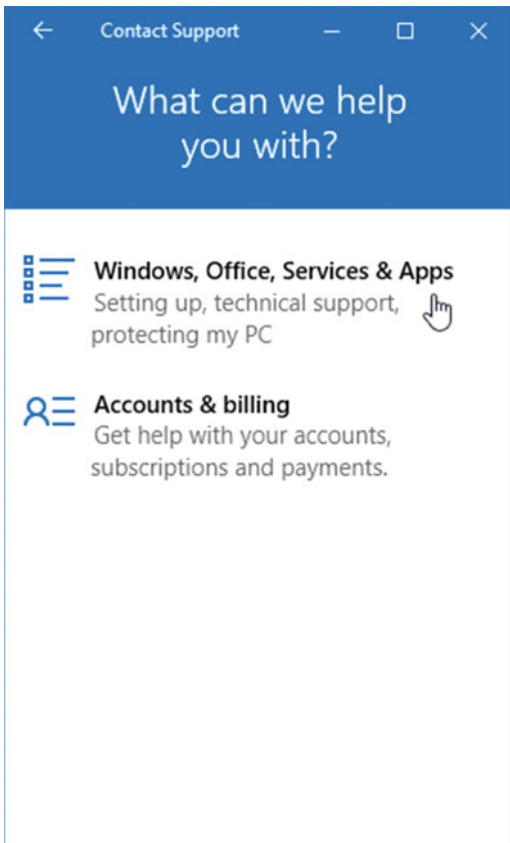 Contact Support
What can we help
you with?
Windows, Office, Services & Apps
Setting up, technical support,
protecting my PC
Accounts & billing
Get help with your accounts,
subscriptions and payments.